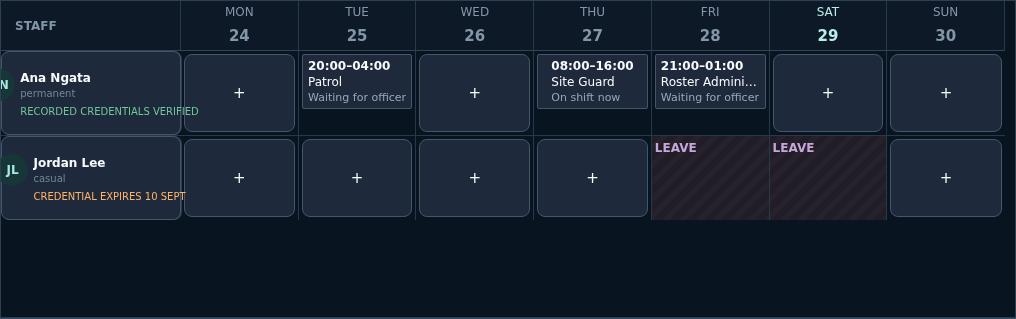 STAFF
MON
24
TUE
25
WED
26
THU
27
FRI
28
SAT
29
SUN
30
N
Ana Ngata
permanent
RECORDED CREDENTIALS VERIFIED
+
20:00–04:00
Patrol
Waiting for officer
+
08:00–16:00
Site Guard
On shift now
21:00–01:00
Roster Admini...
Waiting for officer
+
+
JL
Jordan Lee
casual
CREDENTIAL EXPIRES 10 SEPT
+
+
+
+
LEAVE
LEAVE
+